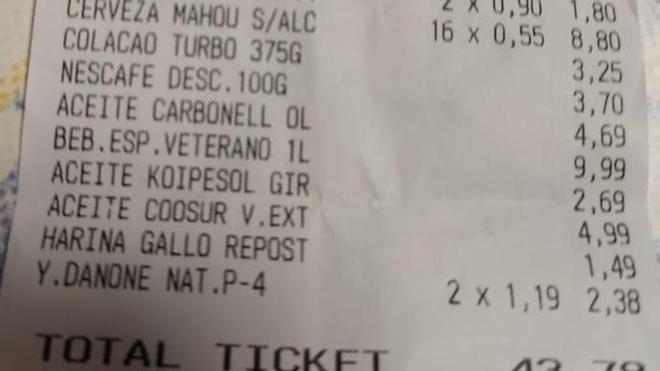 2 x 0,90 1,80
CERVEZA MAHOU S/ALC 16 x 0,55 8,80
COLACAO TURBO 375G 3,25
NESCAFE DESC.100G 3,70
ACEITE CARBONELL OL 4,69
BEB.ESP.VETERANO 1L 9,99
ACEITE KOIPESOL GIR 2,69
ACEITE COOSUR V.EXT 4,99
HARINA GALLO REPOST 1,49
Y.DANONE NAT.P-4 2 x 1,19 2,38
TOTAL TICKET 43,78